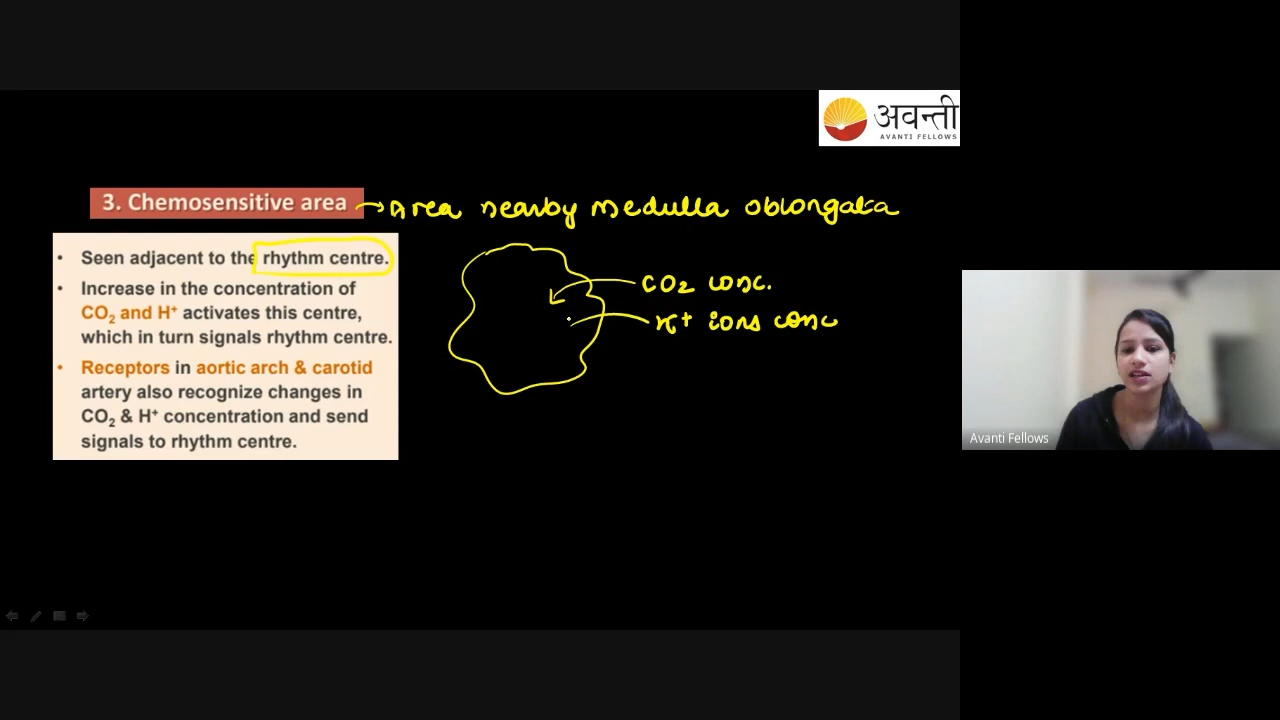 अवन्ती
AVANTI FELLOWS
3. Chemosensitive area
Area nearby medulla oblongata
• Seen adjacent to the rhythm centre.
• Increase in the concentration of
CO₂ and H⁺ activates this centre,
which in turn signals rhythm centre.
• Receptors in aortic arch & carotid
artery also recognize changes in
CO₂ & H⁺ concentration and send
signals to rhythm centre.
CO₂ conc.
H⁺ ions conc
Avanti Fellows